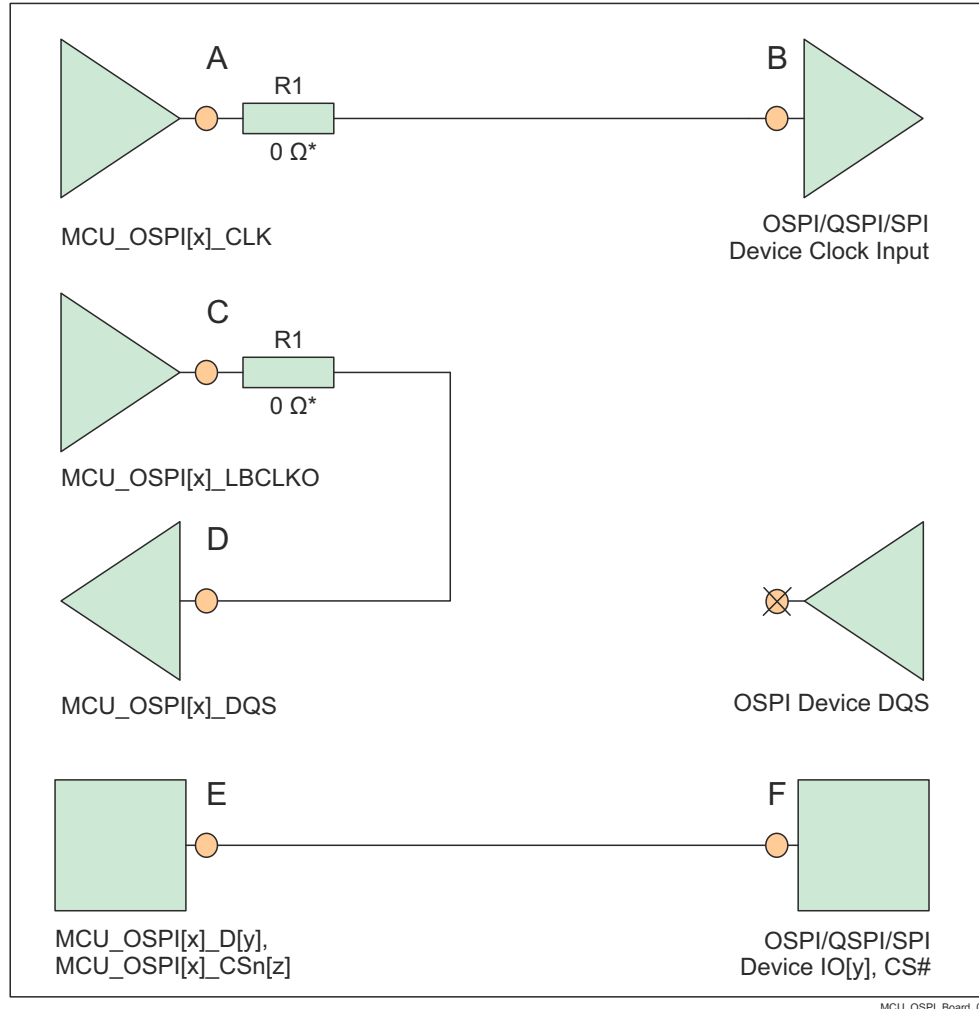 A
B
R1
0 Ω*
MCU_OSPI[x]_CLK
OSPI/QSPI/SPI
Device Clock Input
C
R1
0 Ω*
MCU_OSPI[x]_LBCLKO
D
MCU_OSPI[x]_DQS
OSPI Device DQS
E
F
MCU_OSPI[x]_D[y],
MCU_OSPI[x]_CSn[z]
OSPI/QSPI/SPI
Device IO[y], CS#
MCU_OSPI_Board_